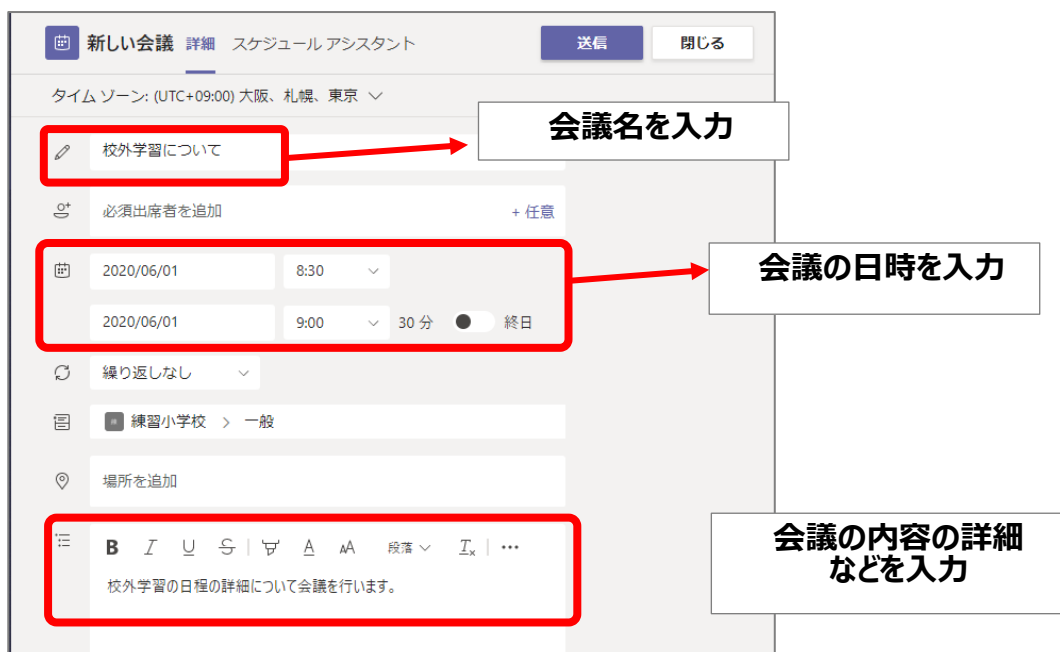 新しい会議 詳細 スケジュール アシスタント 送信 閉じる
タイム ゾーン: (UTC+09:00) 大阪、札幌、東京
会議名を入力
校外学習について
必須出席者を追加 + 任意
会議の日時を入力
2020/06/01 8:30
2020/06/01 9:00 30 分 終日
繰り返しなし
練習小学校 > 一般
場所を追加
会議の内容の詳細
などを入力
B I U S A AA 段落 Tx ...
校外学習の日程の詳細について会議を行います。